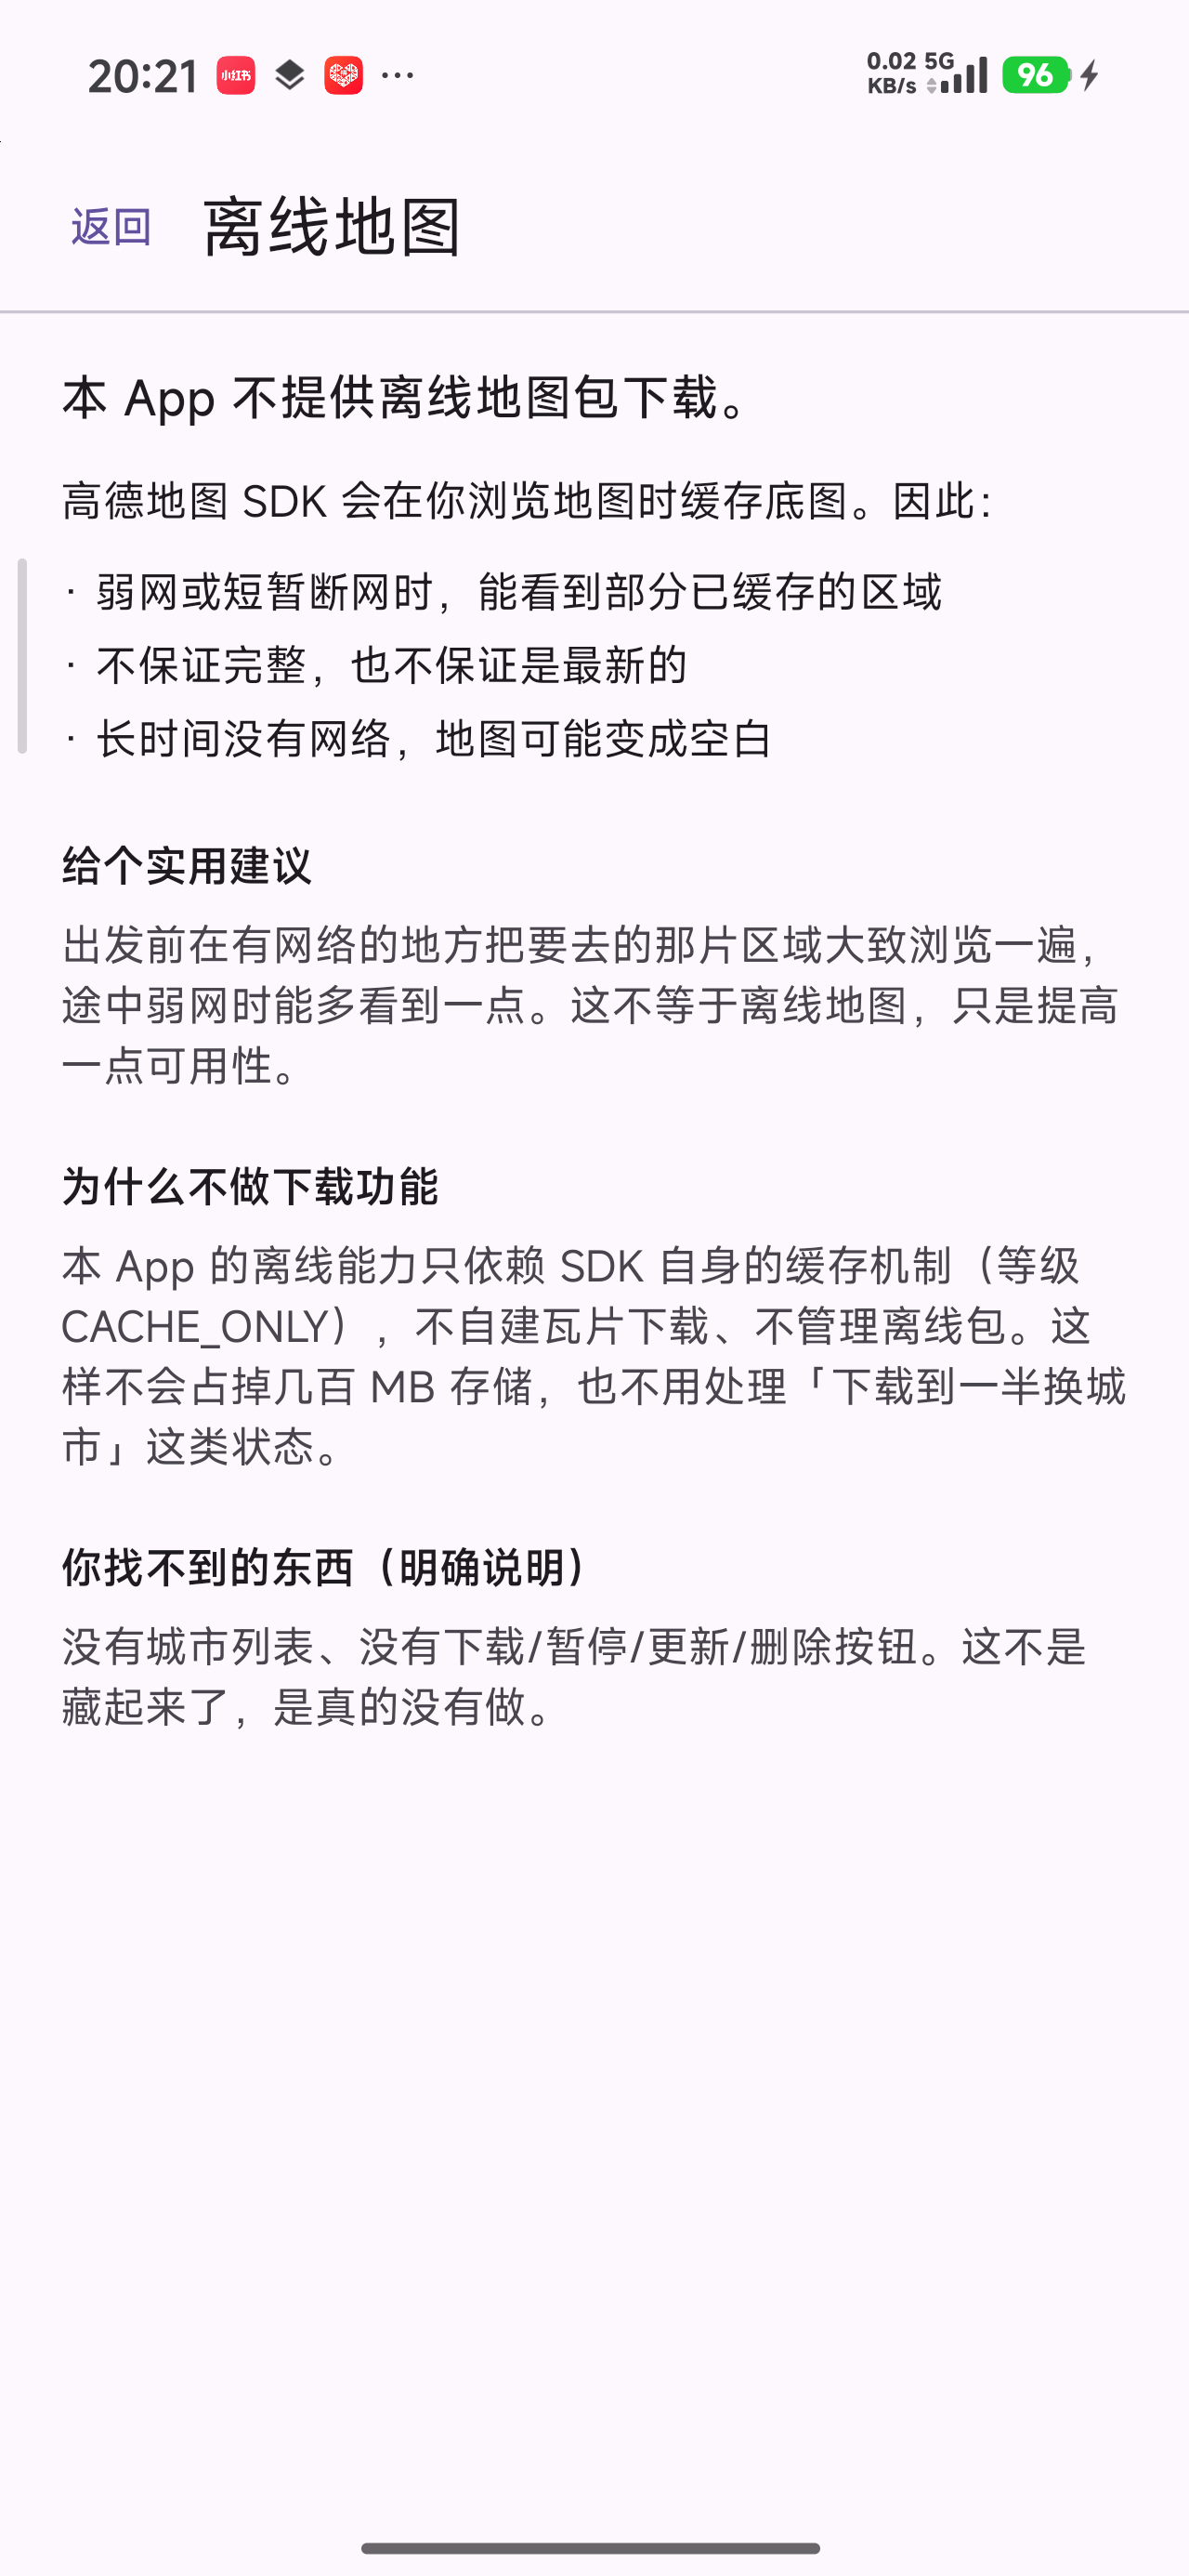 20:21 小红书 ... 0.02 KB/s 5G 96
返回 离线地图
本 App 不提供离线地图包下载。
高德地图 SDK 会在你浏览地图时缓存底图。因此：
· 弱网或短暂断网时，能看到部分已缓存的区域
· 不保证完整，也不保证是最新的
· 长时间没有网络，地图可能变成空白
给个实用建议
出发前在有网络的地方把要去的那片区域大致浏览一遍，
途中弱网时能多看到一点。这不等于离线地图，只是提高
一点可用性。
为什么不做下载功能
本 App 的离线能力只依赖 SDK 自身的缓存机制（等级
CACHE_ONLY），不自建瓦片下载、不管理离线包。这
样不会占掉几百 MB 存储，也不用处理「下载到一半换城
市」这类状态。
你找不到的东西（明确说明）
没有城市列表、没有下载/暂停/更新/删除按钮。这不是
藏起来了，是真的没有做。